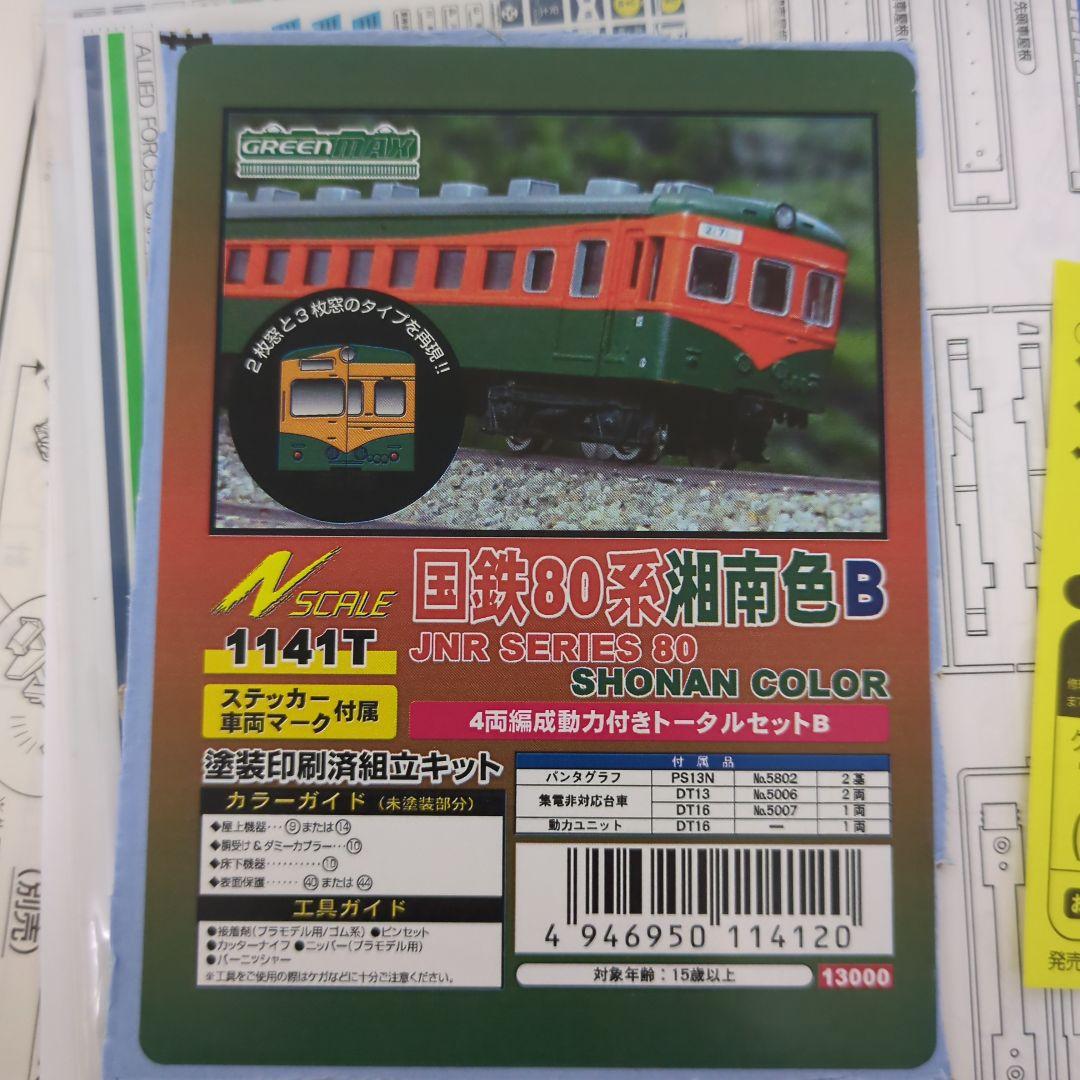 ALLIED FORCES
先頭車屋根
GREENMAX
2枚窓と3枚窓のタイプを再現!!
N SCALE
1141T
ステッカー
車両マーク付属
国鉄80系湘南色B
JNR SERIES 80
SHONAN COLOR
4両編成動力付きトータルセットB
塗装印刷済組立キット
カラーガイド(未塗装部分)
◆屋上機器…⑨または⑭
◆胴受け&ダミーカプラー…⑩
◆床下機器………⑩
◆表面保護……㊵または㊹
工具ガイド
●接着剤(プラモデル用/ゴム系) ●ピンセット
●カッターナイフ ●ニッパー(プラモデル用)
●バーニッシャー
※工具をご使用の際はケガなどに十分ご注意ください。
付属品
パンタグラフ PS13N No.5802 2基
集電非対応台車 DT13 No.5006 2両
DT16 No.5007 1両
動力ユニット DT16 — 1両
4 946950 114120
対象年齢:15歳以上
13000
(別売)
発売